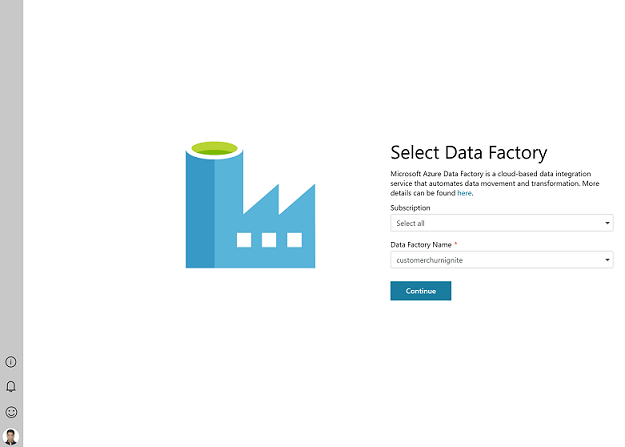 Select Data Factory
Microsoft Azure Data Factory is a cloud-based data integration
service that automates data movement and transformation. More
details can be found here.
Subscription
Select all
Data Factory Name *
customerchurnignite
Continue